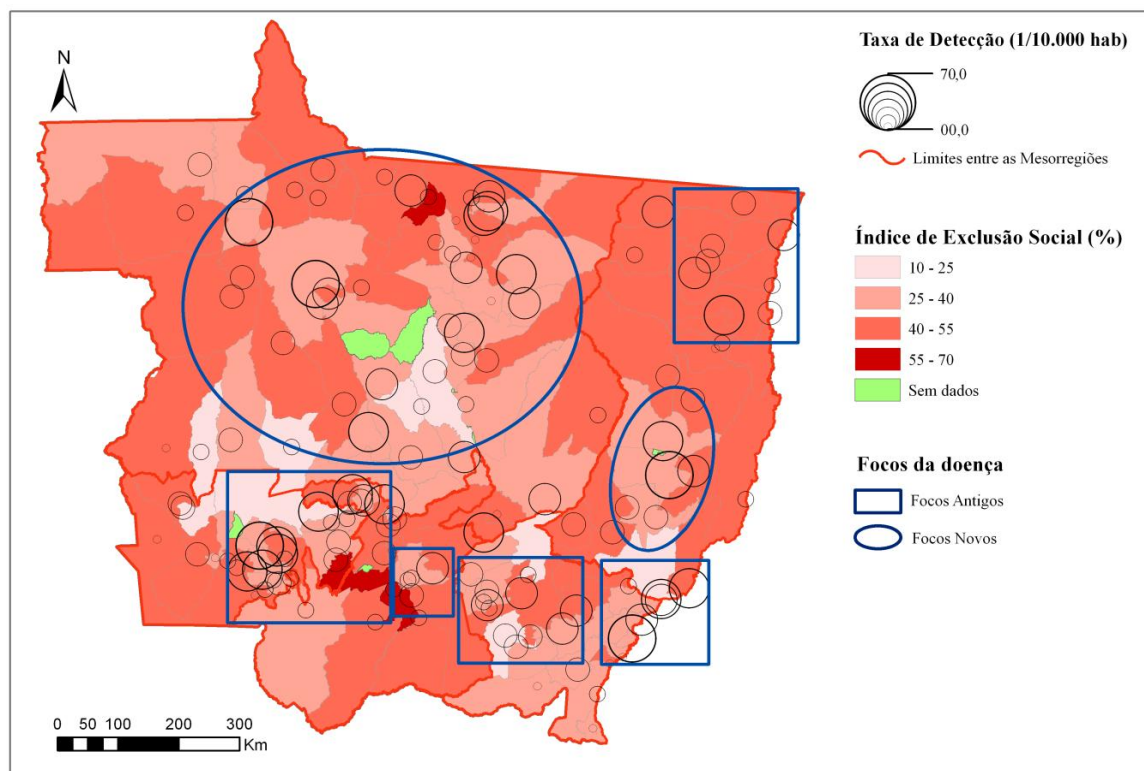 N
Taxa de Detecção (1/10.000 hab)
70,0
00,0
Limites entre as Mesorregiões
Índice de Exclusão Social (%)
10 - 25
25 - 40
40 - 55
55 - 70
Sem dados
Focos da doença
Focos Antigos
Focos Novos
0 50 100 200 300
Km